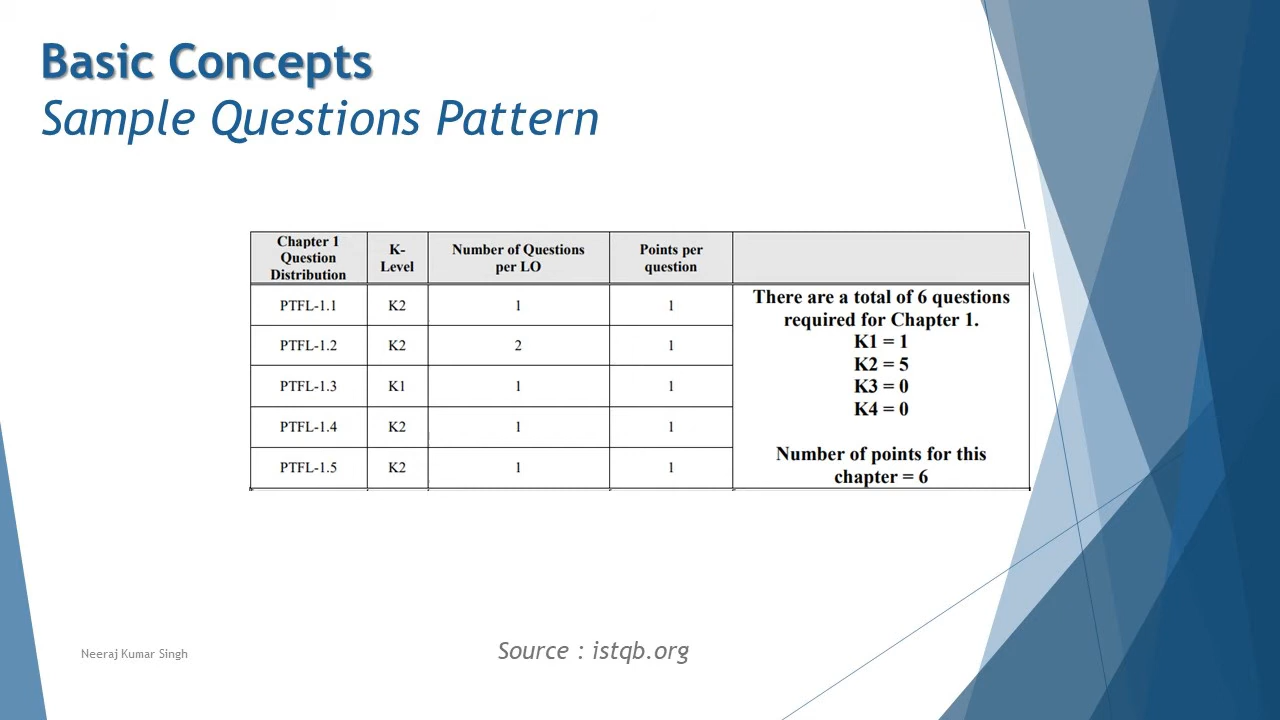 Basic Concepts
Sample Questions Pattern
Chapter 1
Question
Distribution
K-
Level
Number of Questions
per LO
Points per
question
PTFL-1.1 K2 1 1
PTFL-1.2 K2 2 1
PTFL-1.3 K1 1 1
PTFL-1.4 K2 1 1
PTFL-1.5 K2 1 1
There are a total of 6 questions
required for Chapter 1.
K1 = 1
K2 = 5
K3 = 0
K4 = 0
Number of points for this
chapter = 6
Neeraj Kumar Singh
Source : istqb.org